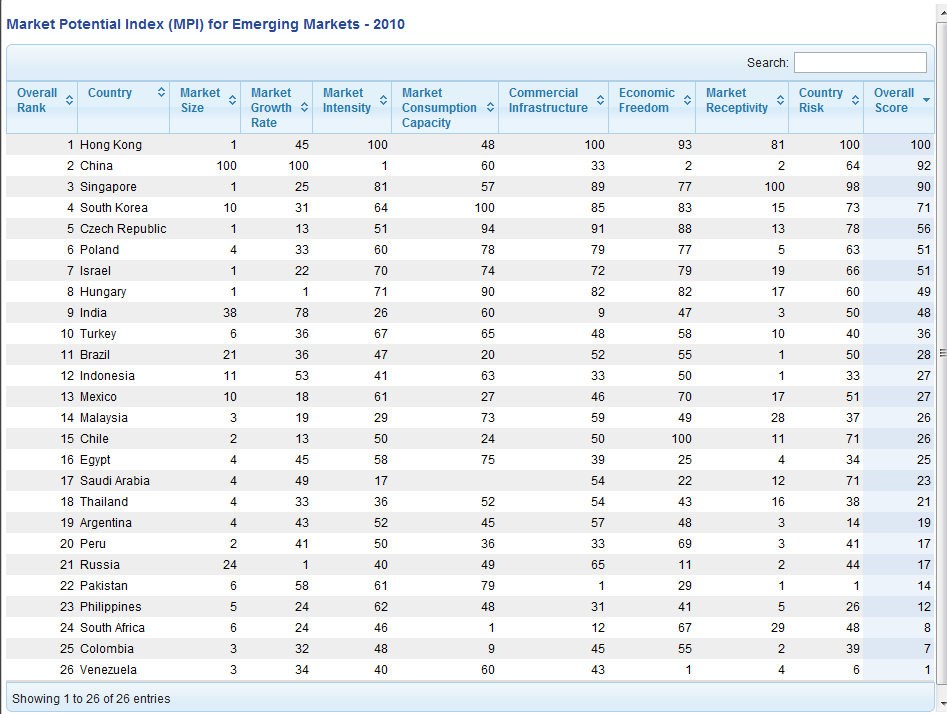 Market Potential Index (MPI) for Emerging Markets - 2010
Search:
Overall Rank Country Market Size Market Growth Rate Market Intensity Market Consumption Capacity Commercial Infrastructure Economic Freedom Market Receptivity Country Risk Overall Score
1 Hong Kong 1 45 100 48 100 93 81 100 100
2 China 100 100 1 60 33 2 2 64 92
3 Singapore 1 25 81 57 89 77 100 98 90
4 South Korea 10 31 64 100 85 83 15 73 71
5 Czech Republic 1 13 51 94 91 88 13 78 56
6 Poland 4 33 60 78 79 77 5 63 51
7 Israel 1 22 70 74 72 79 19 66 51
8 Hungary 1 1 71 90 82 82 17 60 49
9 India 38 78 26 60 9 47 3 50 48
10 Turkey 6 36 67 65 48 58 10 40 36
11 Brazil 21 36 47 20 52 55 1 50 28
12 Indonesia 11 53 41 63 33 50 1 33 27
13 Mexico 10 18 61 27 46 70 17 51 27
14 Malaysia 3 19 29 73 59 49 28 37 26
15 Chile 2 13 50 24 50 100 11 71 26
16 Egypt 4 45 58 75 39 25 4 34 25
17 Saudi Arabia 4 49 17 54 22 12 71 23
18 Thailand 4 33 36 52 54 43 16 38 21
19 Argentina 4 43 52 45 57 48 3 14 19
20 Peru 2 41 50 36 33 69 3 41 17
21 Russia 24 1 40 49 65 11 2 44 17
22 Pakistan 6 58 61 79 1 29 1 1 14
23 Philippines 5 24 62 48 31 41 5 26 12
24 South Africa 6 24 46 1 12 67 29 48 8
25 Colombia 3 32 48 9 45 55 2 39 7
26 Venezuela 3 34 40 60 43 1 4 6 1
Showing 1 to 26 of 26 entries